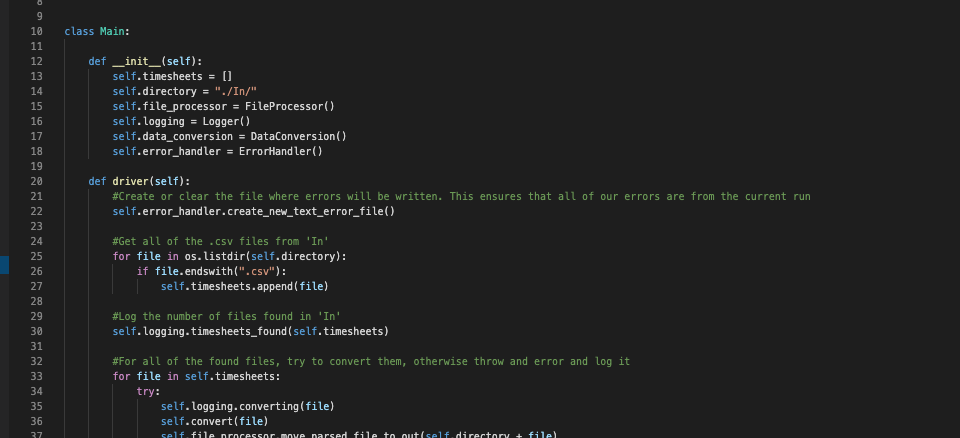 8
9
10 class Main:
11
12     def __init__(self):
13         self.timesheets = []
14         self.directory = "./In/"
15         self.file_processor = FileProcessor()
16         self.logging = Logger()
17         self.data_conversion = DataConversion()
18         self.error_handler = ErrorHandler()
19
20     def driver(self):
21         #Create or clear the file where errors will be written. This ensures that all of our errors are from the current run
22         self.error_handler.create_new_text_error_file()
23
24         #Get all of the .csv files from 'In'
25         for file in os.listdir(self.directory):
26             if file.endswith(".csv"):
27                 self.timesheets.append(file)
28
29         #Log the number of files found in 'In'
30         self.logging.timesheets_found(self.timesheets)
31
32         #For all of the found files, try to convert them, otherwise throw and error and log it
33         for file in self.timesheets:
34             try:
35                 self.logging.converting(file)
36                 self.convert(file)
37                 self.file_processor.move_parsed_file_to_out(self.directory + file)